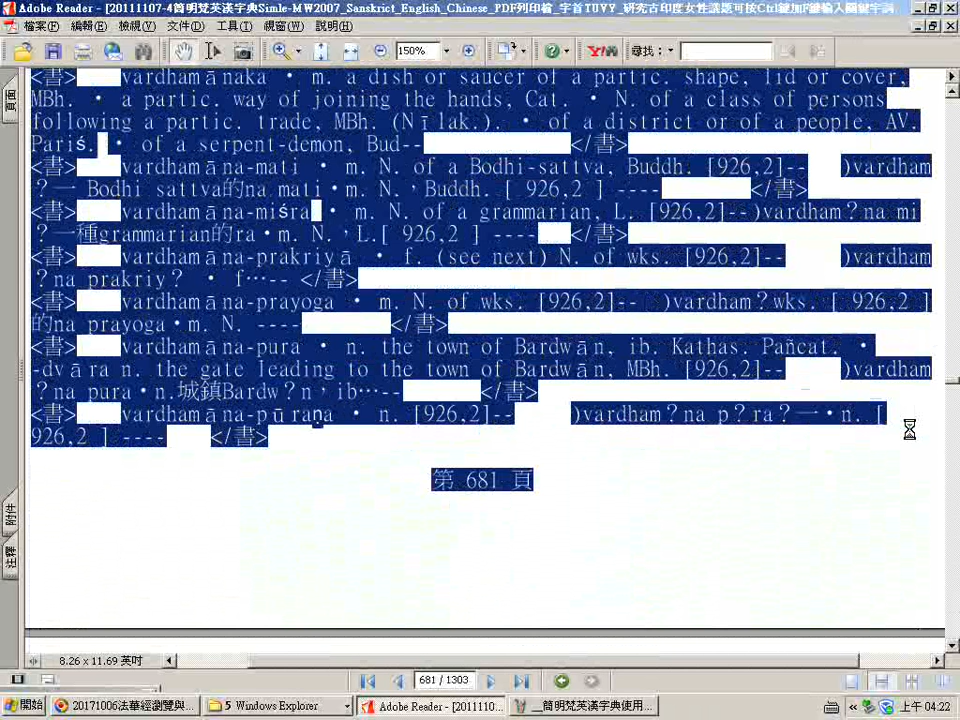 Adobe Reader - [20111107-4簡明梵英漢字典Simle-MW2007_Sanskrict_English_Chinese_PDF列印檔_字首TUVY_研究古印度女性議題可按Ctrl鍵加F鍵輸入關鍵字詞
檔案(F) 編輯(E) 檢視(V) 文件(D) 工具(T) 視窗(W) 說明(H)
150% Y! 尋找:
頁面
<書> vardhamānaka · m. a dish or saucer of a partic. shape, lid or cover,
MBh. · a partic. way of joining the hands, Cat. · N. of a class of persons
following a partic. trade, MBh. (Nīlak.). · of a district or of a people, AV.
Pariś. · of a serpent-demon, Bud-- </書>
<書> vardhamāna-mati · m. N. of a Bodhi-sattva, Buddh. [926,2]-- )vardham
?一 Bodhi sattva的na mati·m. N.,Buddh. [ 926,2 ] ---- </書>
<書> vardhamāna-miśra · m. N. of a grammarian, L. [926,2]--)vardham?na mi
?一種grammarian的ra·m. N.,L.[ 926,2 ] ---- </書>
<書> vardhamāna-prakriyā · f. (see next) N. of wks. [926,2]-- )vardham
?na prakriy? · f…-- </書>
<書> vardhamāna-prayoga · m. N. of wks. [926,2]-- )vardham?wks. [ 926,2 ]
的na prayoga·m. N. ---- </書>
<書> vardhamāna-pura · n. the town of Bardwān, ib. Kathas. Pañcat. ·
-dvāra n. the gate leading to the town of Bardwān, MBh. [926,2]-- )vardham
?na pura·n.城鎮Bardw?n,ib…-- </書>
<書> vardhamāna-pūraṇa · n. [926,2]-- )vardham?na p?ra?一·n. [
926,2 ] ---- </書>
第 681 頁
附件
注釋
8.26 x 11.69 英吋
681 / 1303
開始 20171006法華經瀏覽與... 5 Windows Explorer Adobe Reader - [2011110... __簡明梵漢字典使用... 上午 04:22